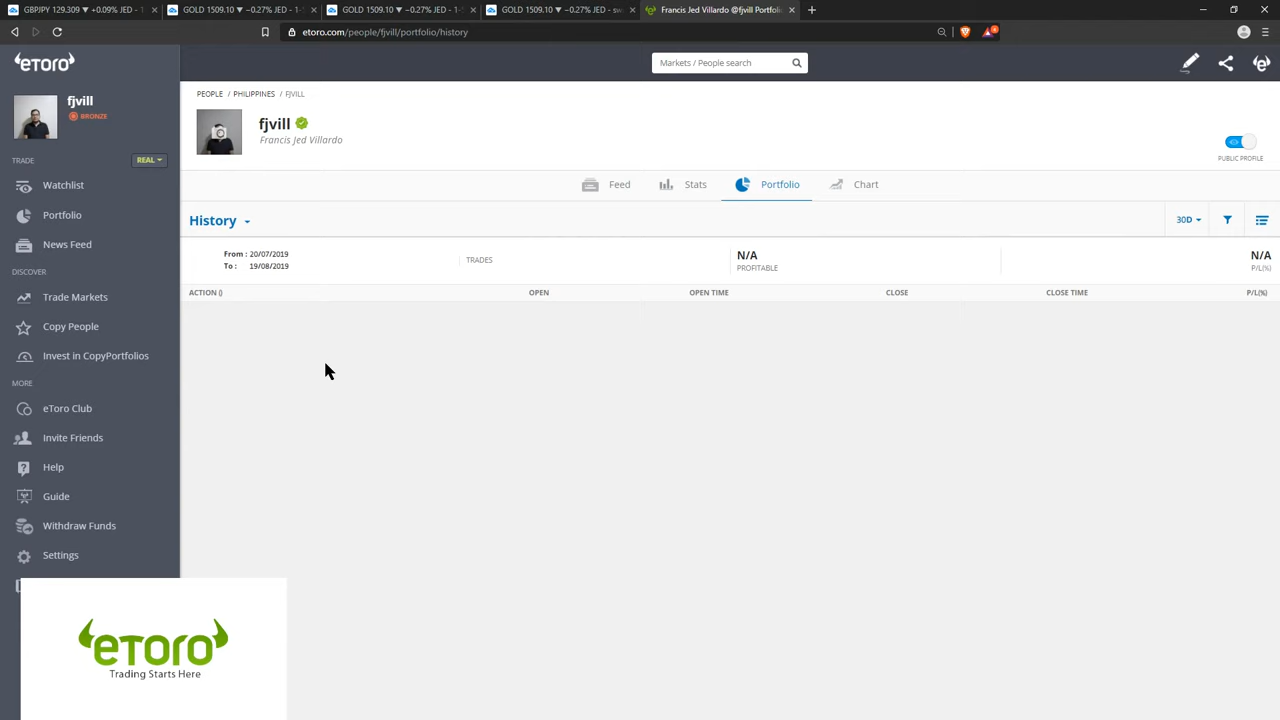 GBPJPY 129.309 ▼ +0.09% JED - 1
GOLD 1509.10 ▼ −0.27% JED - 1-
GOLD 1509.10 ▼ −0.27% JED - 1-
GOLD 1509.10 ▼ −0.27% JED - sw
Francis Jed Villardo @fjvill Portfolio
etoro.com/people/fjvill/portfolio/history
eTORO
Markets / People search
fjvill
BRONZE
TRADE
REAL
Watchlist
Portfolio
News Feed
DISCOVER
Trade Markets
Copy People
Invest in CopyPortfolios
MORE
eToro Club
Invite Friends
Help
Guide
Withdraw Funds
Settings
PEOPLE / PHILIPPINES / FJVILL
fjvill
Francis Jed Villardo
PUBLIC PROFILE
Feed
Stats
Portfolio
Chart
History
30D
From : 20/07/2019
To : 19/08/2019
TRADES
N/A
PROFITABLE
N/A
P/L(%)
ACTION ()
OPEN
OPEN TIME
CLOSE
CLOSE TIME
P/L(%)
eTORO
Trading Starts Here